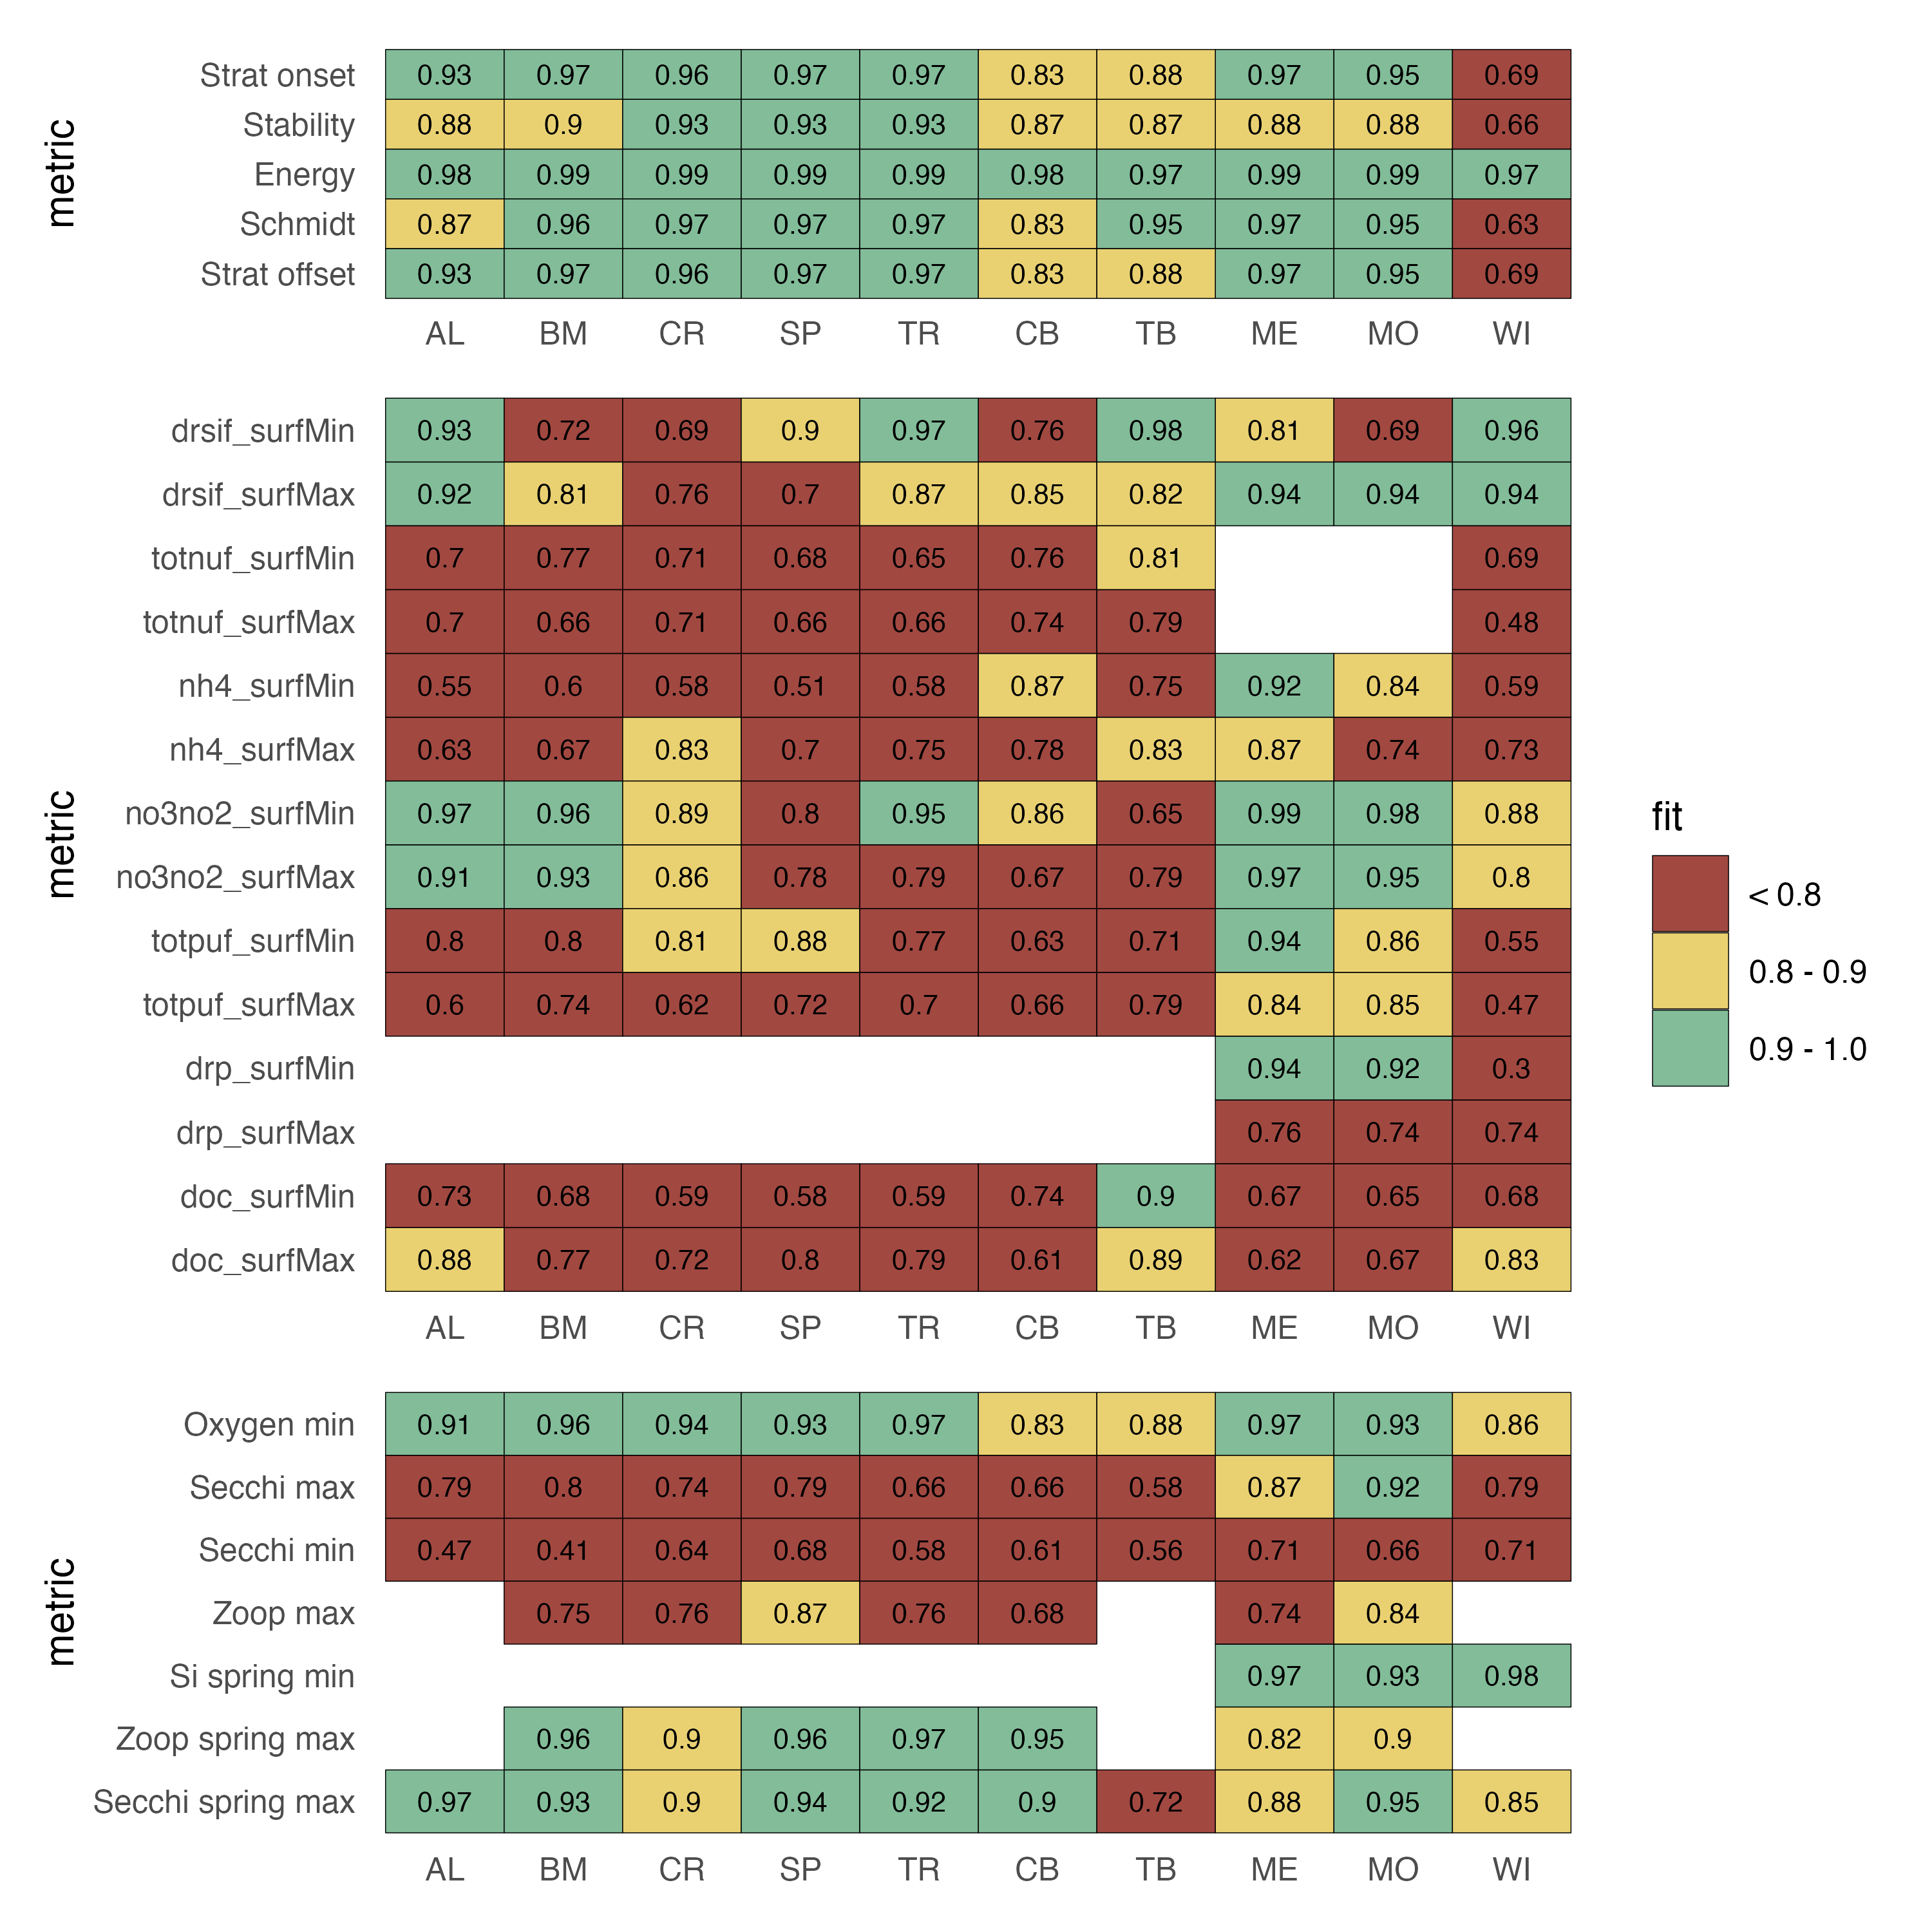 metric
Strat onset 0.93 0.97 0.96 0.97 0.97 0.83 0.88 0.97 0.95 0.69
Stability 0.88 0.9 0.93 0.93 0.93 0.87 0.87 0.88 0.88 0.66
Energy 0.98 0.99 0.99 0.99 0.99 0.98 0.97 0.99 0.99 0.97
Schmidt 0.87 0.96 0.97 0.97 0.97 0.83 0.95 0.97 0.95 0.63
Strat offset 0.93 0.97 0.96 0.97 0.97 0.83 0.88 0.97 0.95 0.69
AL BM CR SP TR CB TB ME MO WI
metric
drsif_surfMin 0.93 0.72 0.69 0.9 0.97 0.76 0.98 0.81 0.69 0.96
drsif_surfMax 0.92 0.81 0.76 0.7 0.87 0.85 0.82 0.94 0.94 0.94
totnuf_surfMin 0.7 0.77 0.71 0.68 0.65 0.76 0.81 0.69
totnuf_surfMax 0.7 0.66 0.71 0.66 0.66 0.74 0.79 0.48
nh4_surfMin 0.55 0.6 0.58 0.51 0.58 0.87 0.75 0.92 0.84 0.59
nh4_surfMax 0.63 0.67 0.83 0.7 0.75 0.78 0.83 0.87 0.74 0.73
no3no2_surfMin 0.97 0.96 0.89 0.8 0.95 0.86 0.65 0.99 0.98 0.88
no3no2_surfMax 0.91 0.93 0.86 0.78 0.79 0.67 0.79 0.97 0.95 0.8
totpuf_surfMin 0.8 0.8 0.81 0.88 0.77 0.63 0.71 0.94 0.86 0.55
totpuf_surfMax 0.6 0.74 0.62 0.72 0.7 0.66 0.79 0.84 0.85 0.47
drp_surfMin 0.94 0.92 0.3
drp_surfMax 0.76 0.74 0.74
doc_surfMin 0.73 0.68 0.59 0.58 0.59 0.74 0.9 0.67 0.65 0.68
doc_surfMax 0.88 0.77 0.72 0.8 0.79 0.61 0.89 0.62 0.67 0.83
AL BM CR SP TR CB TB ME MO WI
metric
Oxygen min 0.91 0.96 0.94 0.93 0.97 0.83 0.88 0.97 0.93 0.86
Secchi max 0.79 0.8 0.74 0.79 0.66 0.66 0.58 0.87 0.92 0.79
Secchi min 0.47 0.41 0.64 0.68 0.58 0.61 0.56 0.71 0.66 0.71
Zoop max 0.75 0.76 0.87 0.76 0.68 0.74 0.84
Si spring min 0.97 0.93 0.98
Zoop spring max 0.96 0.9 0.96 0.97 0.95 0.82 0.9
Secchi spring max 0.97 0.93 0.9 0.94 0.92 0.9 0.72 0.88 0.95 0.85
AL BM CR SP TR CB TB ME MO WI
fit
< 0.8
0.8 - 0.9
0.9 - 1.0